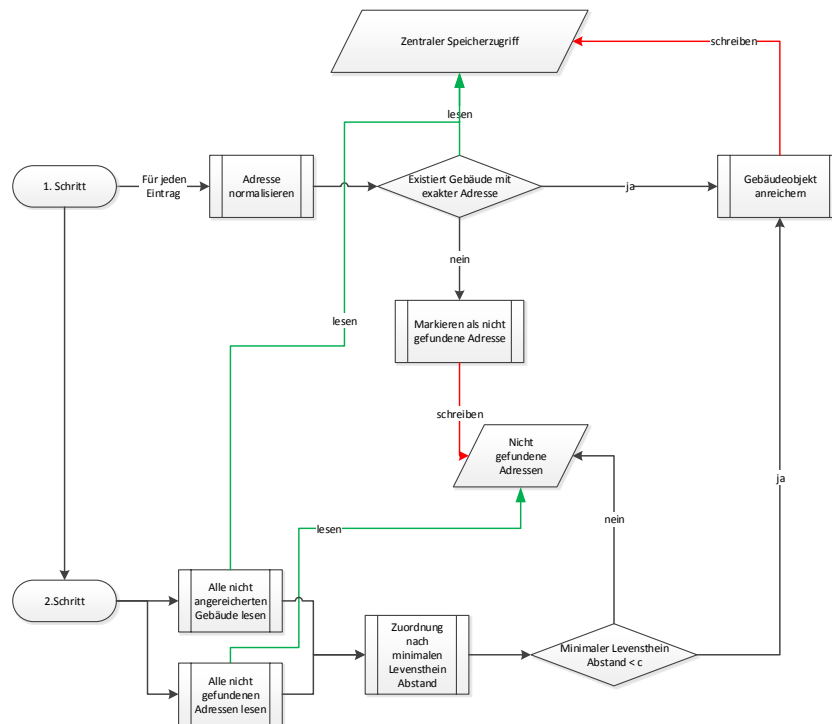 Zentraler Speicherzugriff
schreiben
lesen
1. Schritt
Für jeden
Eintrag
Adresse
normalisieren
Existiert Gebäude mit
exakter Adresse
ja
Gebäudeobjekt
anreichern
nein
lesen
Markieren als nicht
gefundene Adresse
schreiben
Nicht
gefundene
Adressen
ja
lesen
nein
2.Schritt
Alle nicht
angereicherten
Gebäude lesen
Zuordnung
nach
minimalen
Levensthein
Abstand
Minimaler Levensthein
Abstand < c
Alle nicht
gefundenen
Adressen lesen